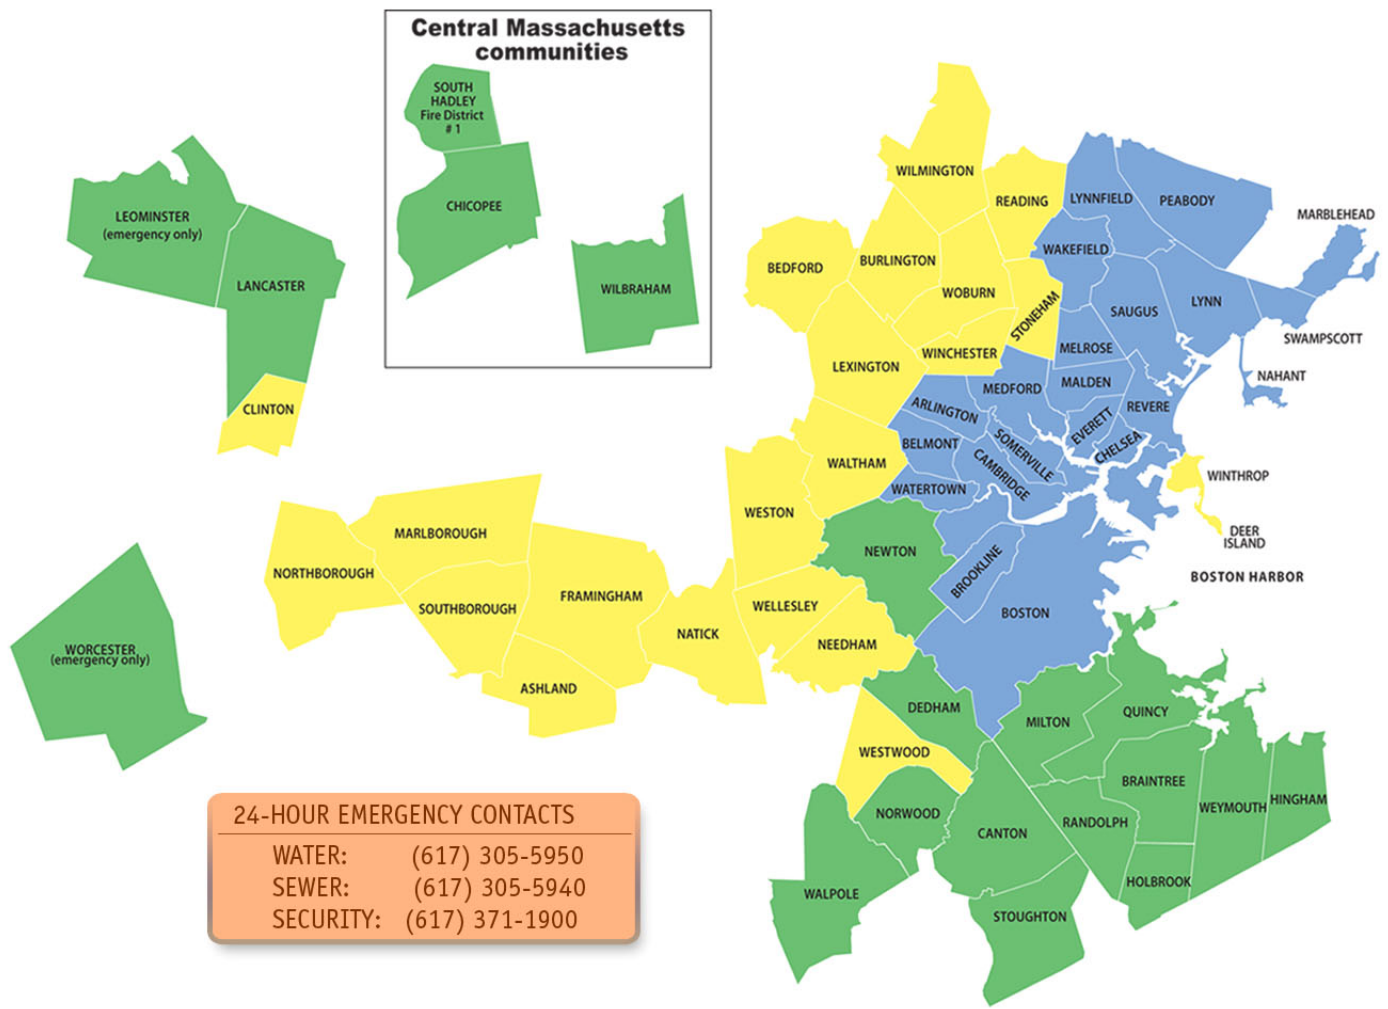 Central Massachusetts
communities
SOUTH
HADLEY
Fire District
# 1
CHICOPEE
WILBRAHAM
LEOMINSTER
(emergency only)
LANCASTER
CLINTON
WORCESTER
(emergency only)
NORTHBOROUGH
MARLBOROUGH
SOUTHBOROUGH
FRAMINGHAM
ASHLAND
NATICK
WESTON
WELLESLEY
NEEDHAM
WILMINGTON
READING
LYNNFIELD
PEABODY
MARBLEHEAD
BEDFORD
BURLINGTON
WAKEFIELD
WOBURN
STONEHAM
SAUGUS
LYNN
SWAMPSCOTT
NAHANT
LEXINGTON
WINCHESTER
MELROSE
MEDFORD
MALDEN
ARLINGTON
EVERETT
REVERE
CHELSEA
BELMONT
SOMERVILLE
CAMBRIDGE
WALTHAM
WATERTOWN
WINTHROP
DEER
ISLAND
BOSTON HARBOR
NEWTON
BROOKLINE
BOSTON
DEDHAM
MILTON
QUINCY
WESTWOOD
BRAINTREE
WEYMOUTH
HINGHAM
NORWOOD
CANTON
RANDOLPH
HOLBROOK
WALPOLE
STOUGHTON
24-HOUR EMERGENCY CONTACTS
WATER: (617) 305-5950
SEWER: (617) 305-5940
SECURITY: (617) 371-1900